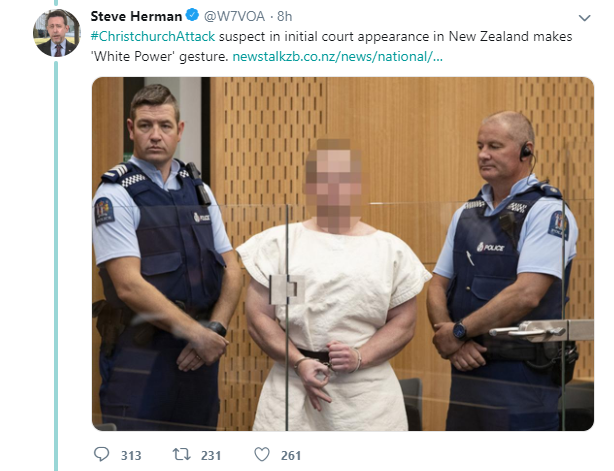 Steve Herman @W7VOA · 8h
#ChristchurchAttack suspect in initial court appearance in New Zealand makes
'White Power' gesture. newstalkzb.co.nz/news/national/...
POLICE
POLICE
313 231 261